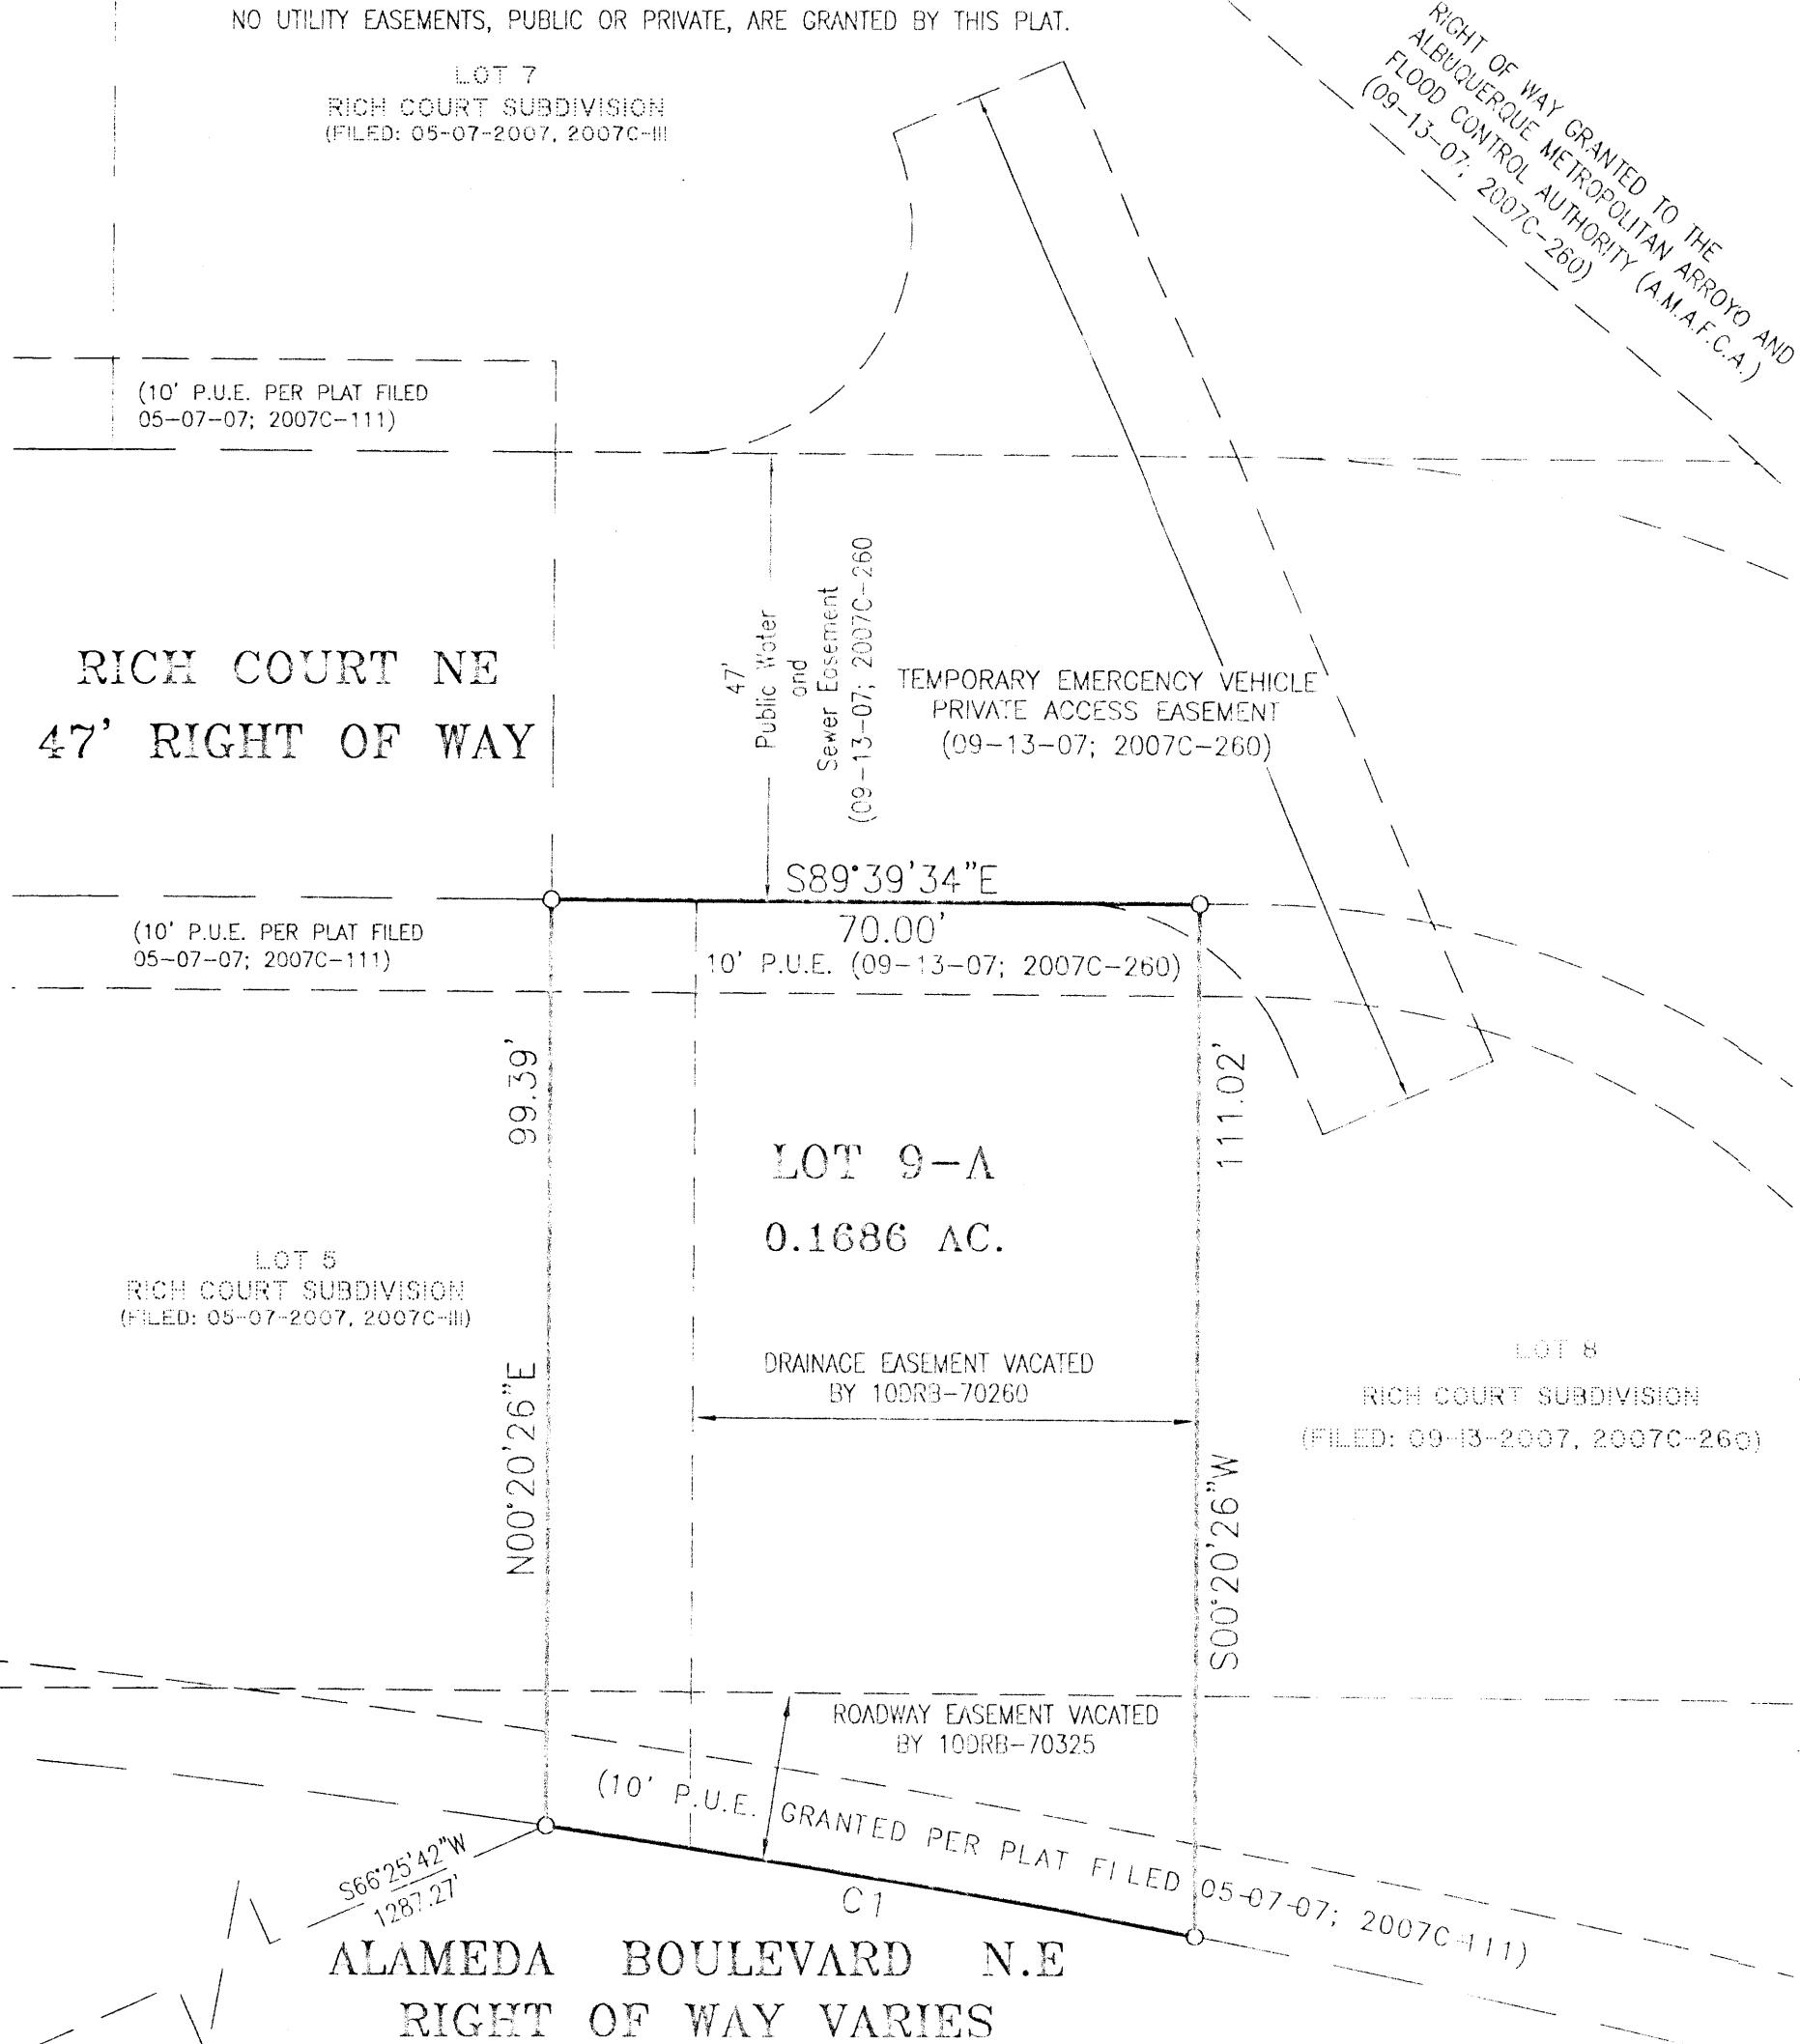 NO UTILITY EASEMENTS, PUBLIC OR PRIVATE, ARE GRANTED BY THIS PLAT.
LOT 7
RICH COURT SUBDIVISION
(FILED: 05-07-2007, 2007C-111
RIGHT OF WAY GRANTED TO THE
ALBUQUERQUE METROPOLITAN ARROYO AND
FLOOD CONTROL AUTHORITY (A.M.A.F.C.A.)
(09-13-07; 2007C-260)
(10' P.U.E. PER PLAT FILED
05-07-07; 2007C-111)
RICH COURT NE
47' RIGHT OF WAY
47'
Public Water
and
Sewer Easement
(09-13-07; 2007C-260
TEMPORARY EMERGENCY VEHICLE
PRIVATE ACCESS EASEMENT
(09-13-07; 2007C-260)
S89°39'34"E
70.00'
10' P.U.E. (09-13-07; 2007C-260)
(10' P.U.E. PER PLAT FILED
05-07-07; 2007C-111)
99.39'
N00°20'26"E
111.02'
S00°20'26"W
LOT 9-A
0.1686 AC.
LOT 5
RICH COURT SUBDIVISION
(FILED: 05-07-2007, 2007C-111)
DRAINAGE EASEMENT VACATED
BY 10DRB-70260
LOT 8
RICH COURT SUBDIVISION
(FILED: 09-13-2007, 2007C-260)
ROADWAY EASEMENT VACATED
BY 10DRB-70325
(10' P.U.E. GRANTED PER PLAT FILED 05-07-07; 2007C-111)
S66°25'42"W
1287.27'
C1
ALAMEDA BOULEVARD N.E
RIGHT OF WAY VARIES